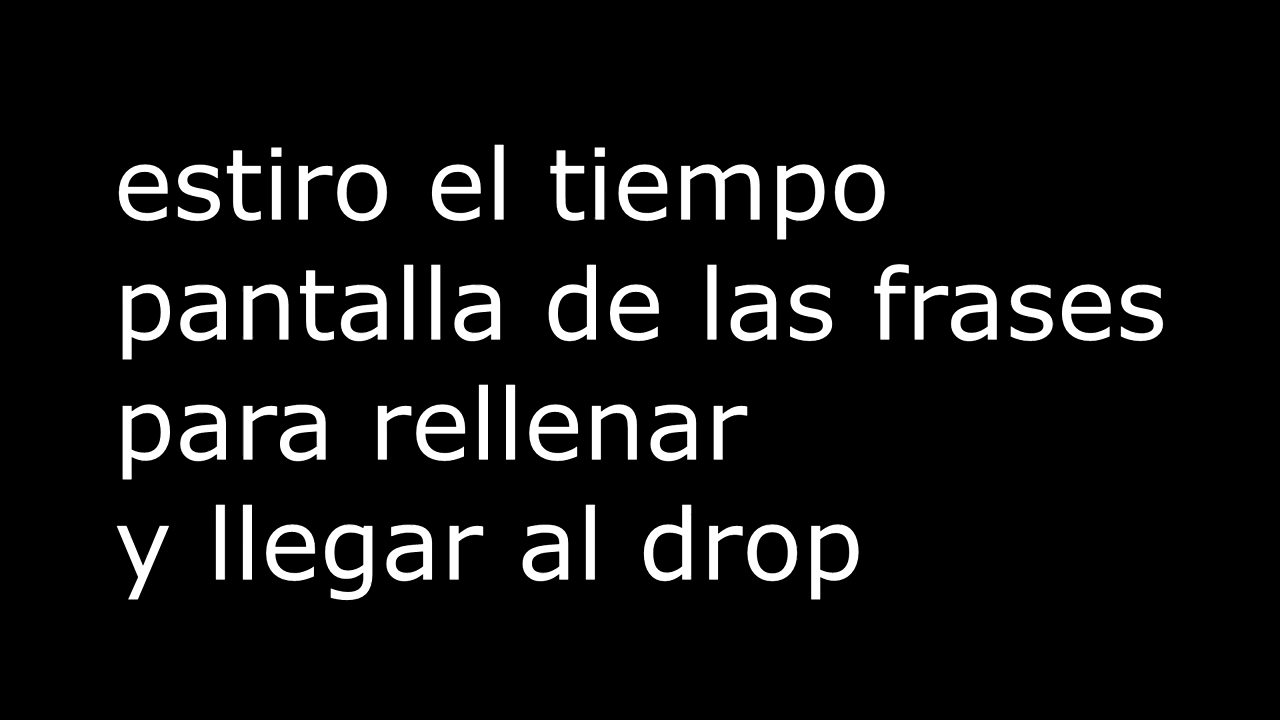 estiro el tiempo
pantalla de las frases
para rellenar
y llegar al drop